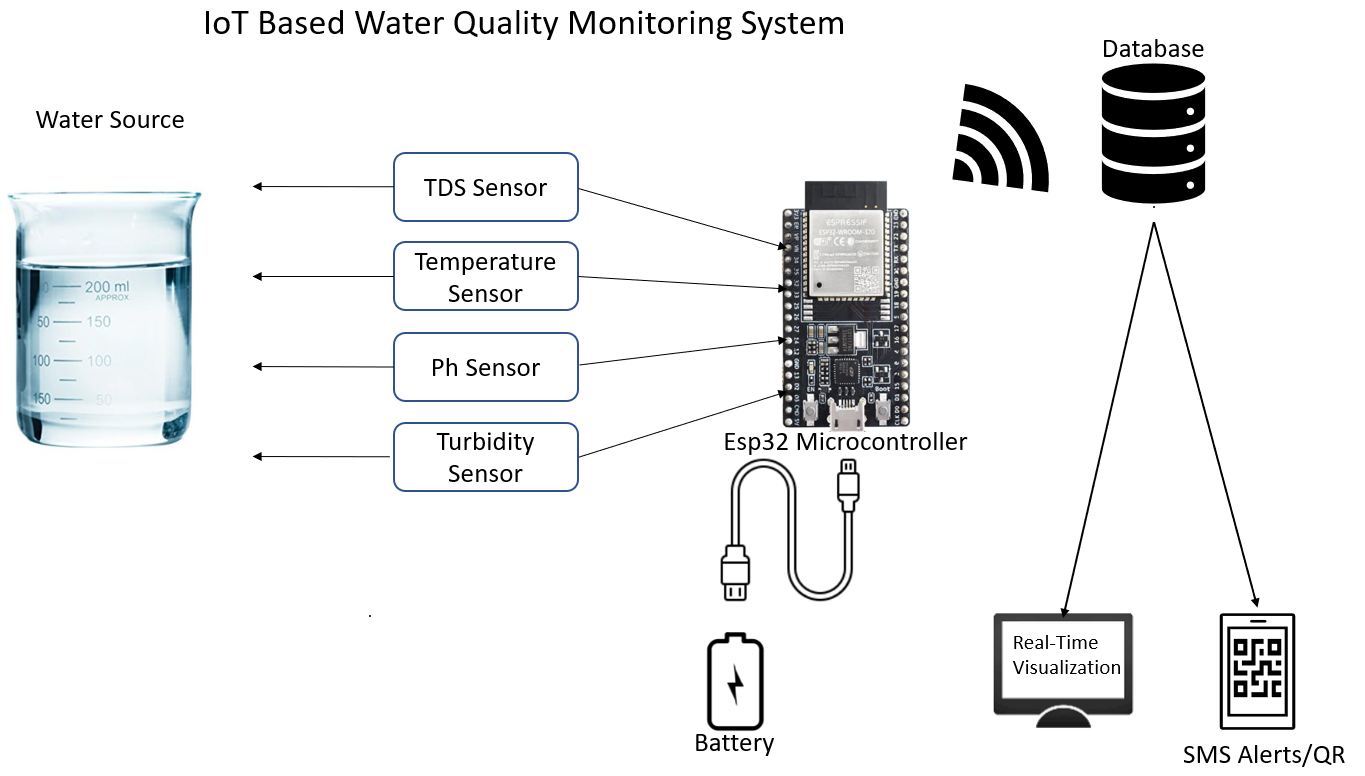 IoT Based Water Quality Monitoring System
Database
Water Source
TDS Sensor
Temperature
Sensor
Ph Sensor
Turbidity
Sensor
200 ml
APPROX.
50
150
100
100
150
50
ESPRESSIF
ESP32-WROOM-32D
EN
Boot
Esp32 Microcontroller
Battery
Real-Time
Visualization
SMS Alerts/QR